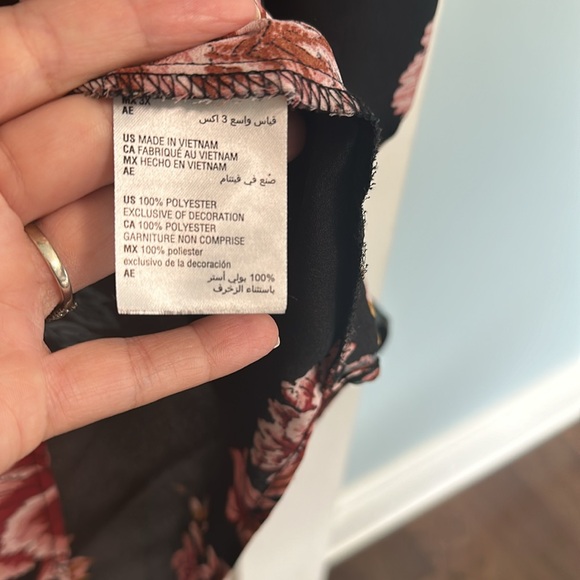 MX 3X
AE
قياس واسع 3 اكس
US MADE IN VIETNAM
CA FABRIQUÉ AU VIETNAM
MX HECHO EN VIETNAM
AE
صُنع في فيتنام
US 100% POLYESTER
EXCLUSIVE OF DECORATION
CA 100% POLYESTER
GARNITURE NON COMPRISE
MX 100% poliester
exclusivo de la decoración
AE 100% بولي أستر
باستثناء الزخرف